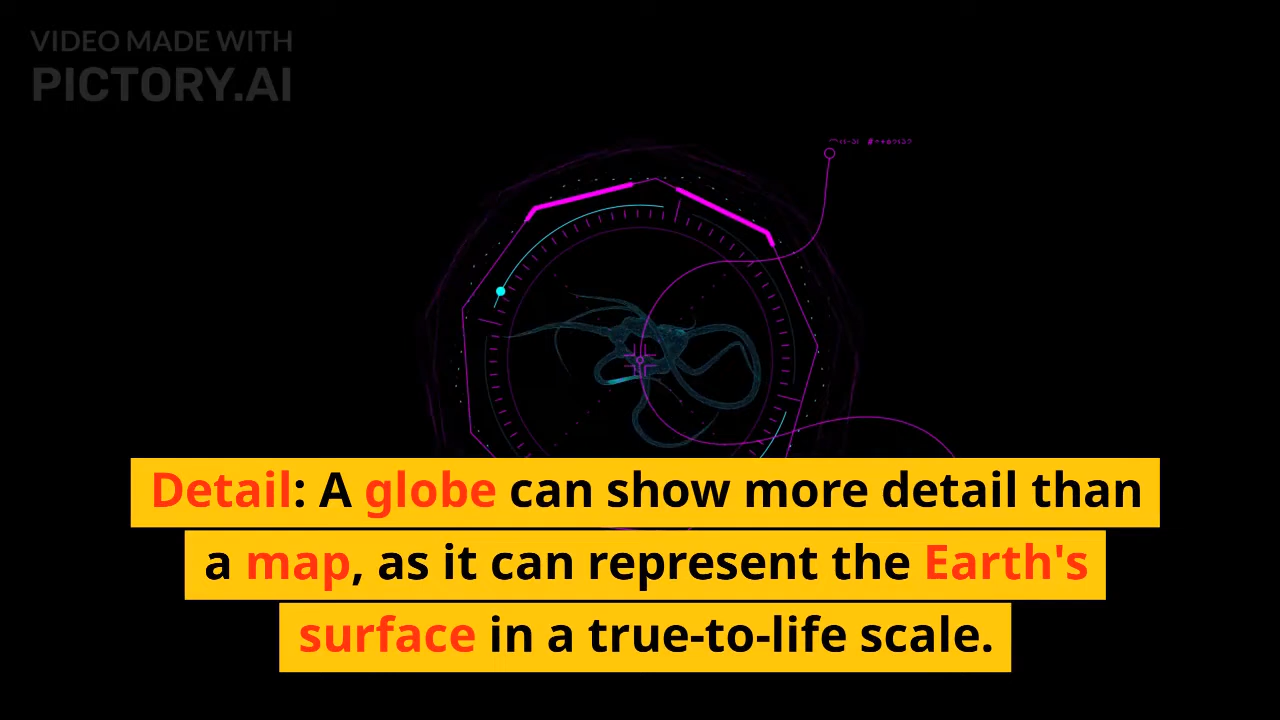 VIDEO MADE WITH
PICTORY.AI
Detail: A globe can show more detail than
a map, as it can represent the Earth's
surface in a true-to-life scale.